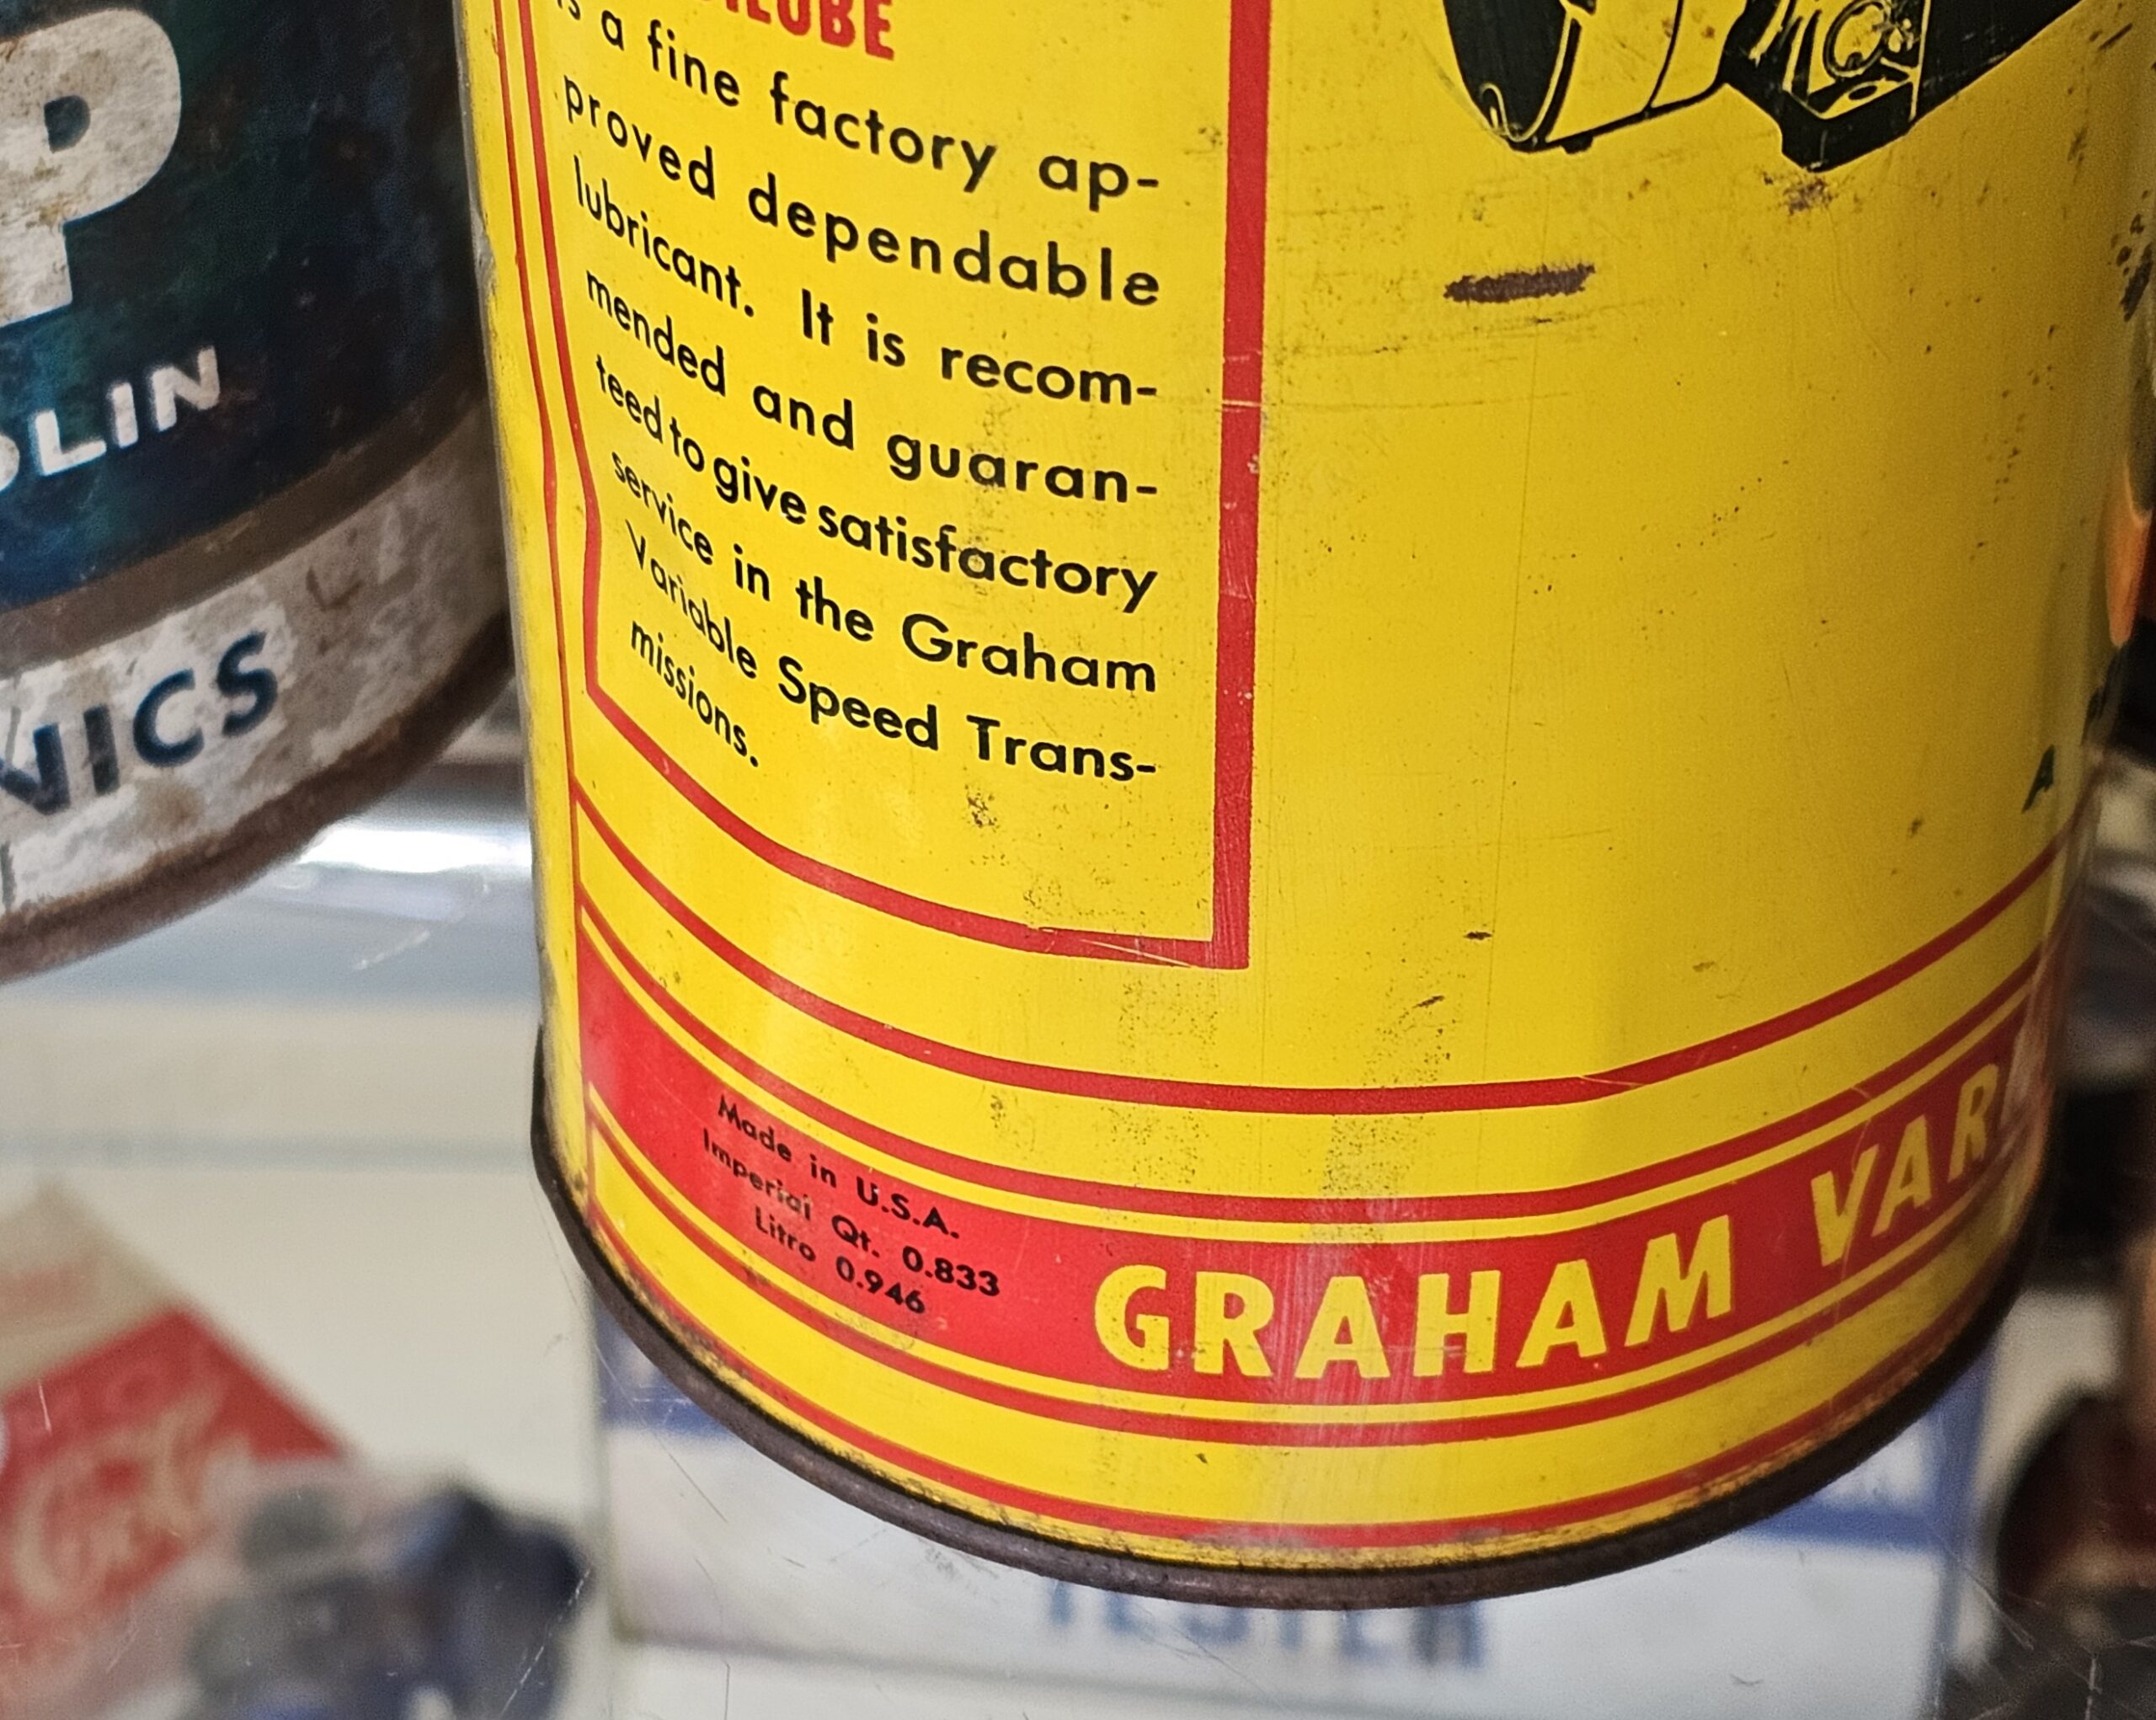 is a fine factory ap-
proved dependable
lubricant. It is recom-
mended and guaran-
teed to give satisfactory
service in the Graham
Variable Speed Trans-
missions.
Made in U.S.A.
Imperial Qt. 0.833
Litro 0.946
GRAHAM
A
P
NICS
TESTER